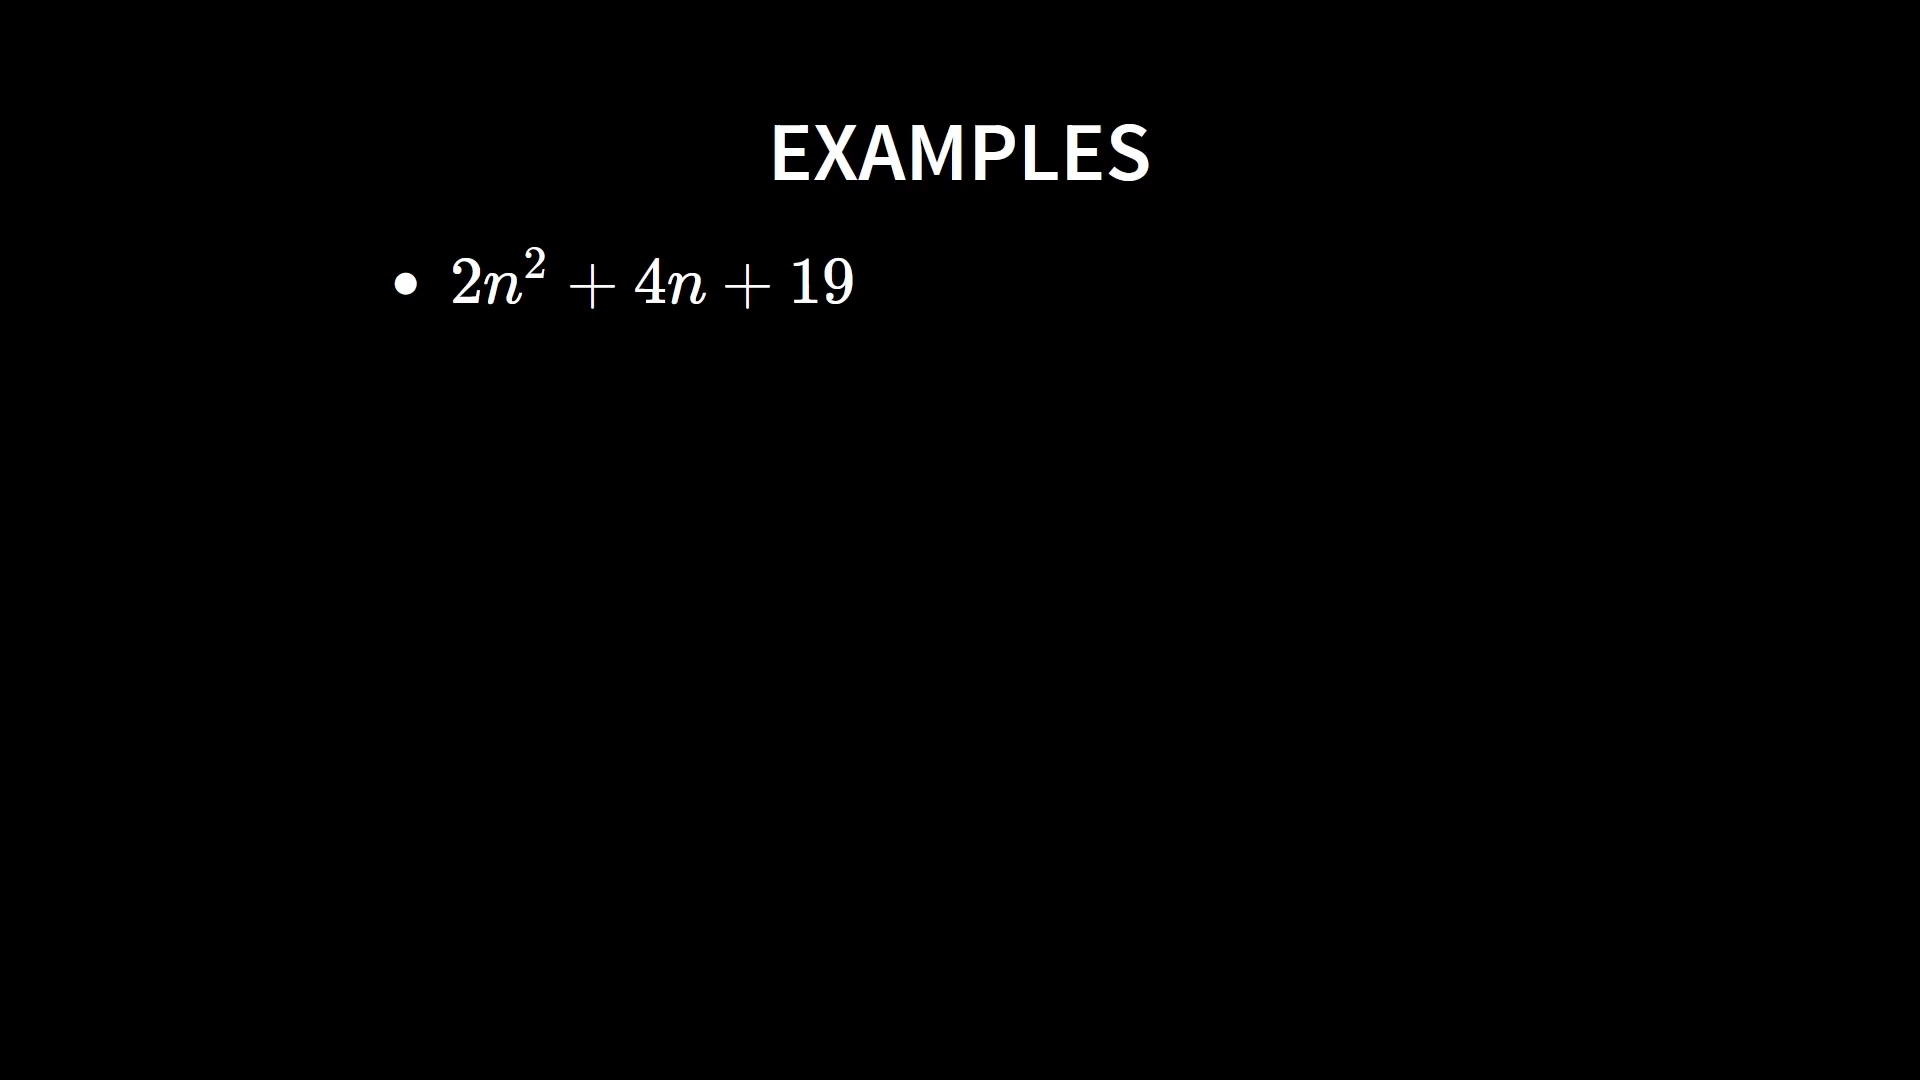 EXAMPLES
• 2n² + 4n + 19